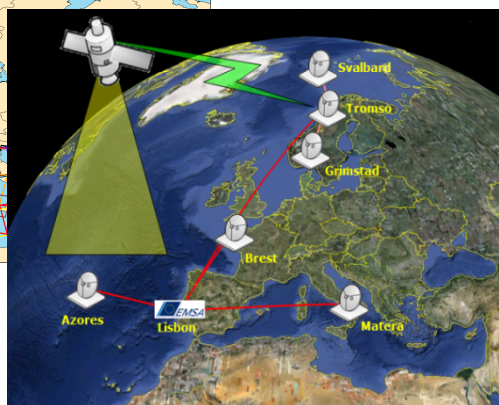 Svalbard
Tromso
Grimstad
Brest
Azores
EMSA
Lisbon
Matera